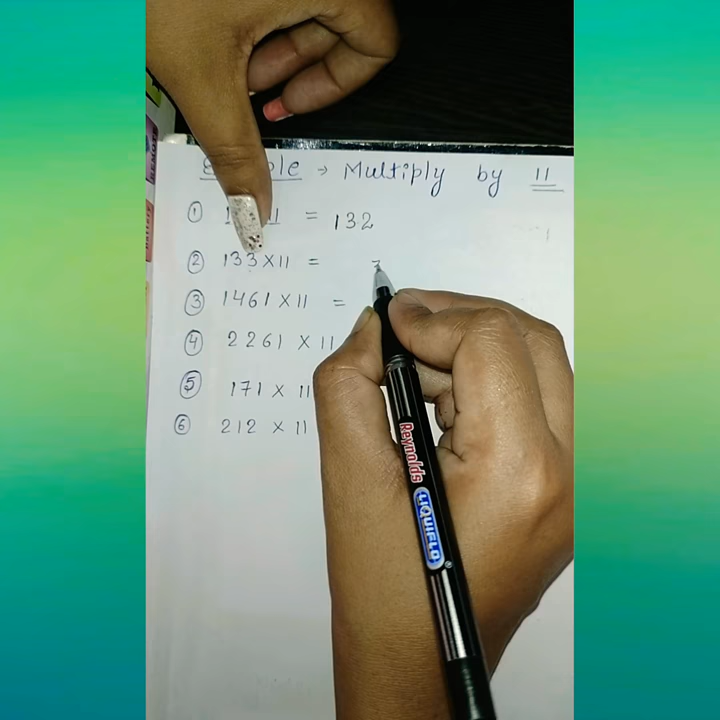 → Multiply by 11
① = 132
② 133 X 11 =
③ 1461 X 11 =
④ 2261 X 11
⑤ 171 X 11
⑥ 212 X 11
Reynolds
LIQUIFLO